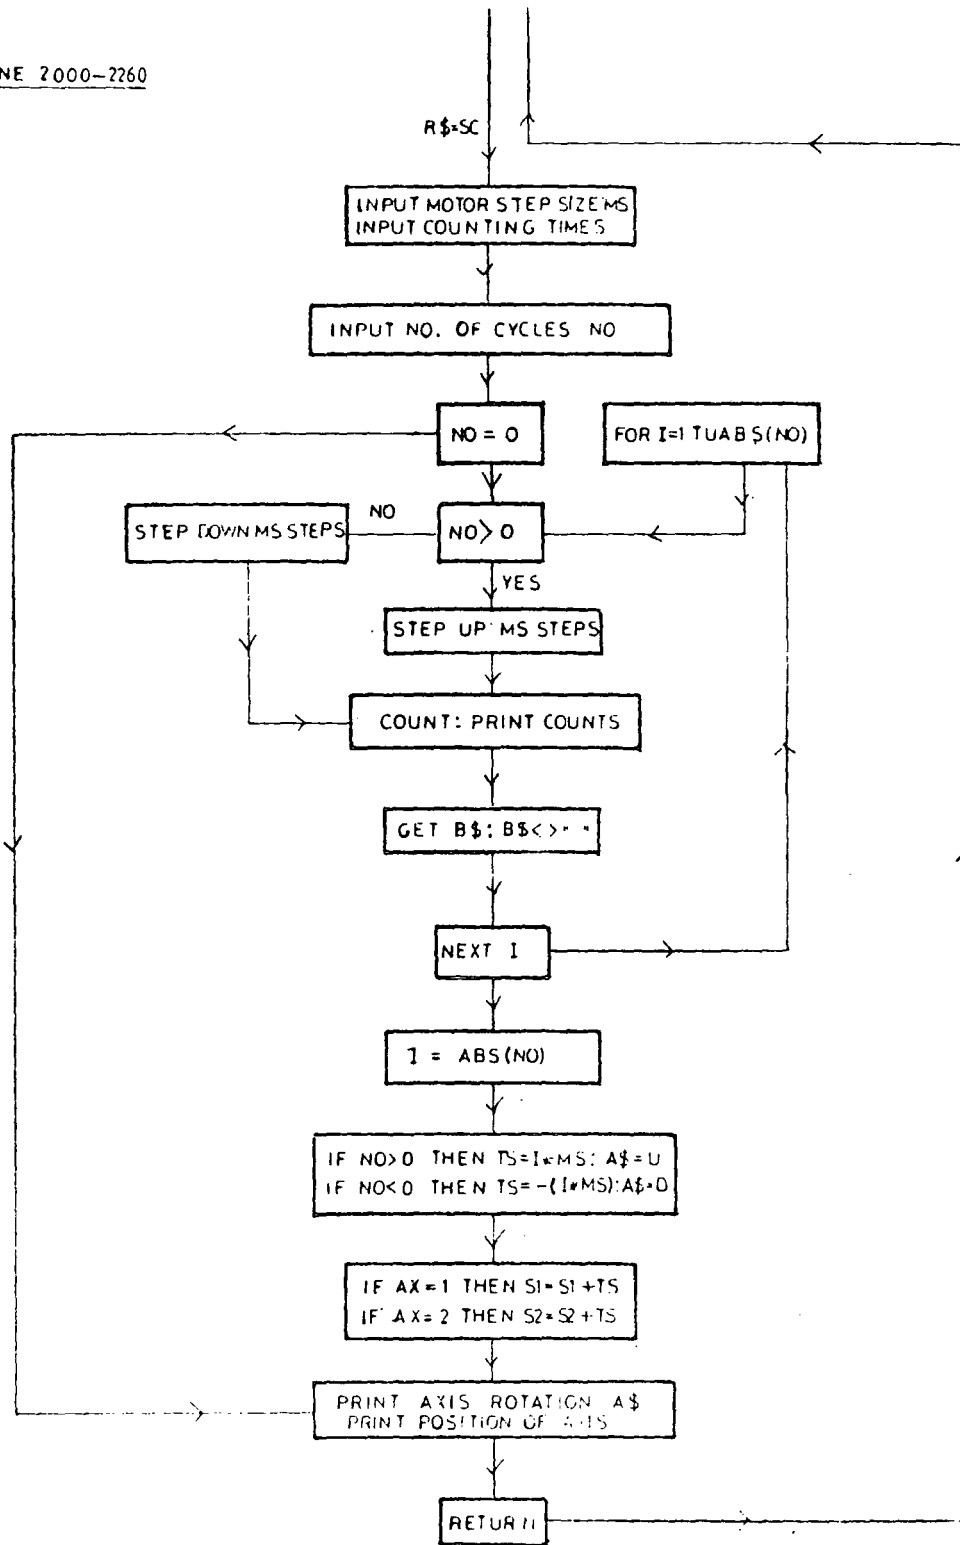 NE 2000-2260
R$=SC
INPUT MOTOR STEP SIZE MS
INPUT COUNTING TIMES
INPUT NO. OF CYCLES NO
NO = 0
FOR I=1 TO ABS(NO)
NO
STEP DOWN MS STEPS
NO > 0
YES
STEP UP MS STEPS
COUNT: PRINT COUNTS
GET B$: B$<>" "
NEXT I
I = ABS(NO)
IF NO>0 THEN TS=I*MS: A$=U
IF NO<0 THEN TS=-(I*MS):A$=D
IF AX=1 THEN S1=S1+TS
IF AX=2 THEN S2=S2+TS
PRINT AXIS ROTATION A$
PRINT POSITION OF AXIS
RETURN